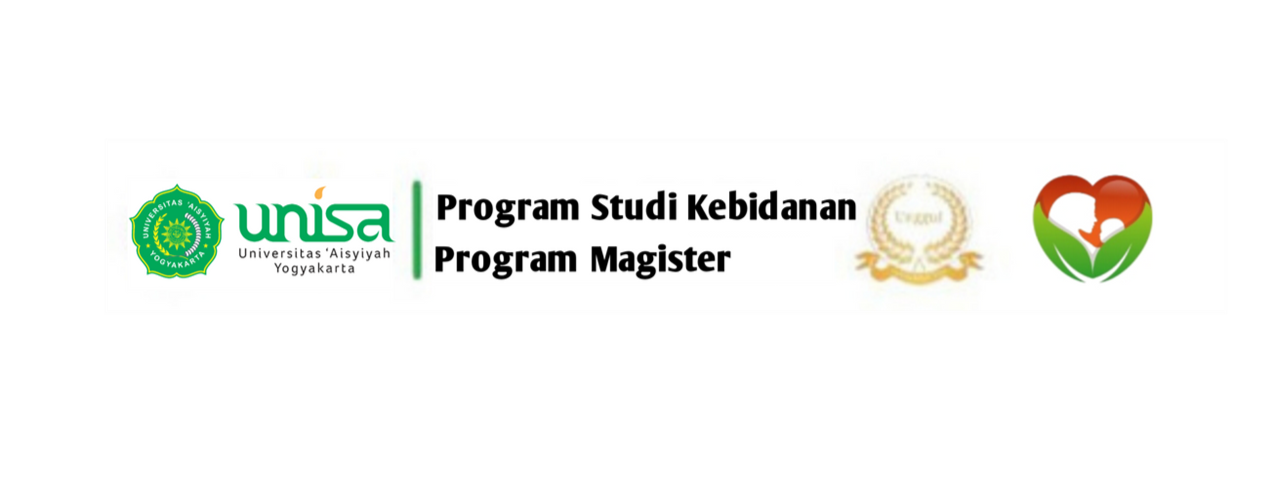 UNIVERSITAS 'AISYIYAH
YOGYAKARTA
unisa
Universitas 'Aisyiyah
Yogyakarta
Program Studi Kebidanan
Program Magister
Unggul